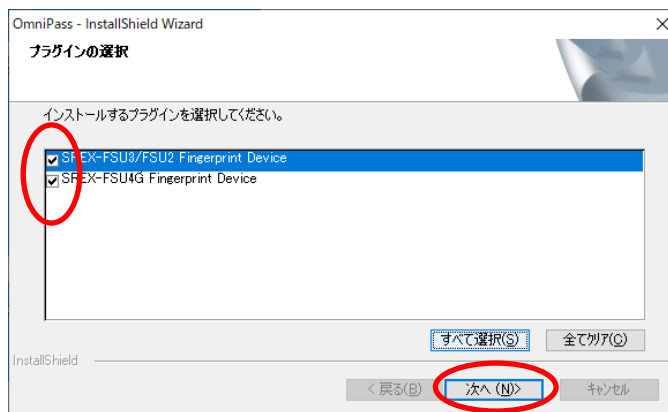 OmniPass - InstallShield Wizard
プラグインの選択
インストールするプラグインを選択してください。
SREX-FSU3/FSU2 Fingerprint Device
SREX-FSU4G Fingerprint Device
すべて選択(S) 全てクリア(C)
InstallShield
< 戻る(B) 次へ (N)> キャンセル